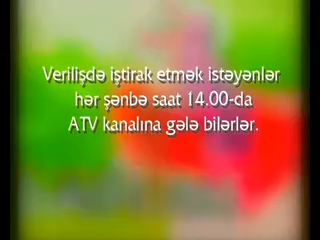 Verilişdə iştirak etmək istəyənlər
hər şənbə saat 14.00-da
ATV kanalına gələ bilərlər.